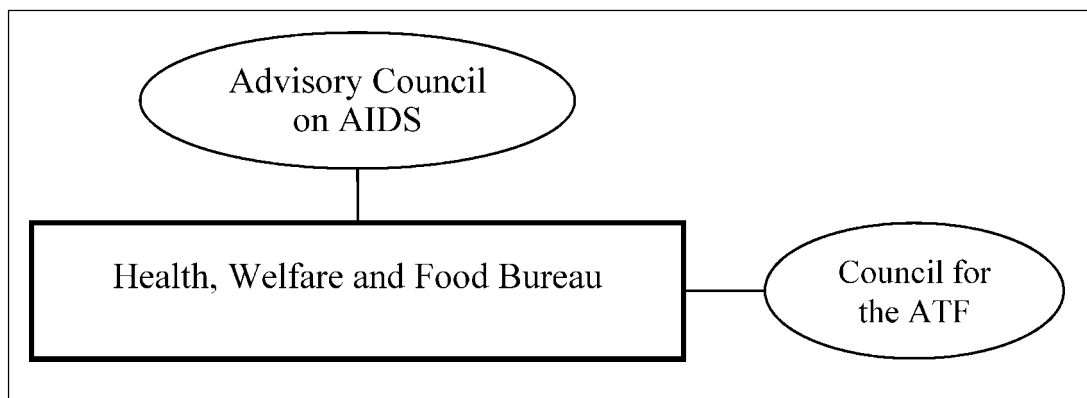 Advisory Council
on AIDS
Health, Welfare and Food Bureau
Council for
the ATF